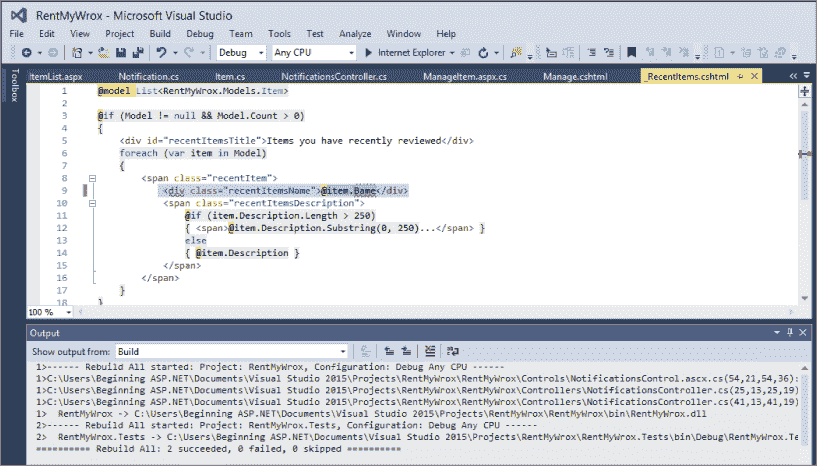 RentMyWrox - Microsoft Visual Studio
File Edit View Project Build Debug Team Tools Test Analyze Window Help
Debug Any CPU Internet Explorer
Toolbox
ItemList.aspx Notification.cs Item.cs NotificationsController.cs ManageItem.aspx.cs Manage.cshtml _RecentItems.cshtml
1 @model List<RentMyWrox.Models.Item>
2
3 @if (Model != null && Model.Count > 0)
4 {
5 <div id="recentItemsTitle">Items you have recently reviewed</div>
6 foreach (var item in Model)
7 {
8 <span class="recentItem">
9 <div class="recentItemsName">@item.Bame</div>
10 <span class="recentItemsDescription">
11 @if (item.Description.Length > 250)
12 { <span>@item.Description.Substring(0, 250)...</span> }
13 else
14 { @item.Description }
15 </span>
16 </span>
17 }
18 }
100 %
Output
Show output from: Build
1>------ Rebuild All started: Project: RentMyWrox, Configuration: Debug Any CPU ------
1>C:\Users\Beginning ASP.NET\Documents\Visual Studio 2015\Projects\RentMyWrox\RentMyWrox\Controls\NotificationsControl.ascx.cs(54,21,54,36):
1>C:\Users\Beginning ASP.NET\Documents\Visual Studio 2015\Projects\RentMyWrox\RentMyWrox\Controllers\NotificationsController.cs(25,13,25,19)
1>C:\Users\Beginning ASP.NET\Documents\Visual Studio 2015\Projects\RentMyWrox\RentMyWrox\Controllers\NotificationsController.cs(41,13,41,19)
1> RentMyWrox -> C:\Users\Beginning ASP.NET\Documents\Visual Studio 2015\Projects\RentMyWrox\RentMyWrox\bin\RentMyWrox.dll
2>------ Rebuild All started: Project: RentMyWrox.Tests, Configuration: Debug Any CPU ------
2> RentMyWrox.Tests -> C:\Users\Beginning ASP.NET\Documents\Visual Studio 2015\Projects\RentMyWrox\RentMyWrox.Tests\bin\Debug\RentMyWrox.Te
========== Rebuild All: 2 succeeded, 0 failed, 0 skipped ==========